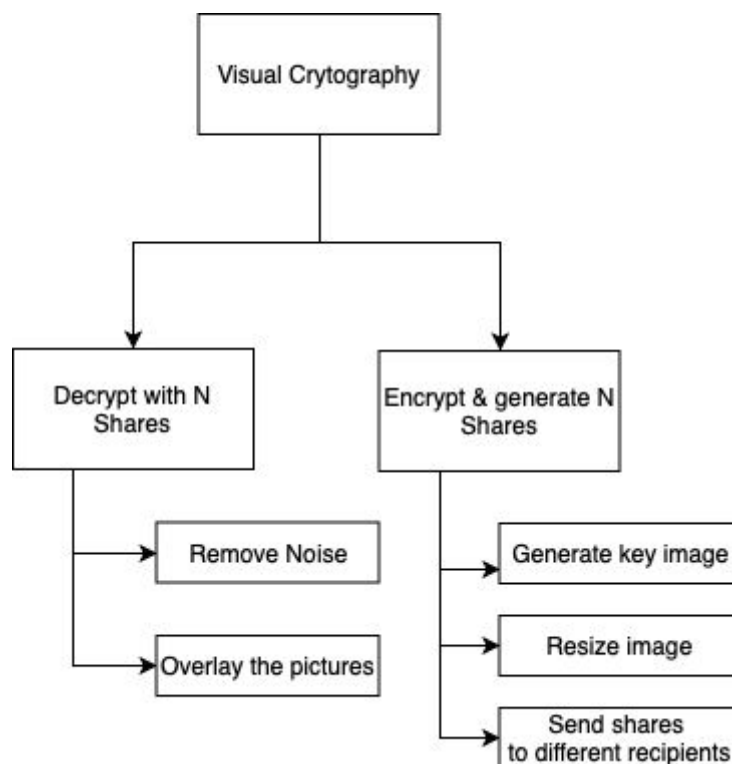 Visual Crytography
Decrypt with N
Shares
Encrypt & generate N
Shares
Remove Noise
Overlay the pictures
Generate key image
Resize image
Send shares
to different recipients